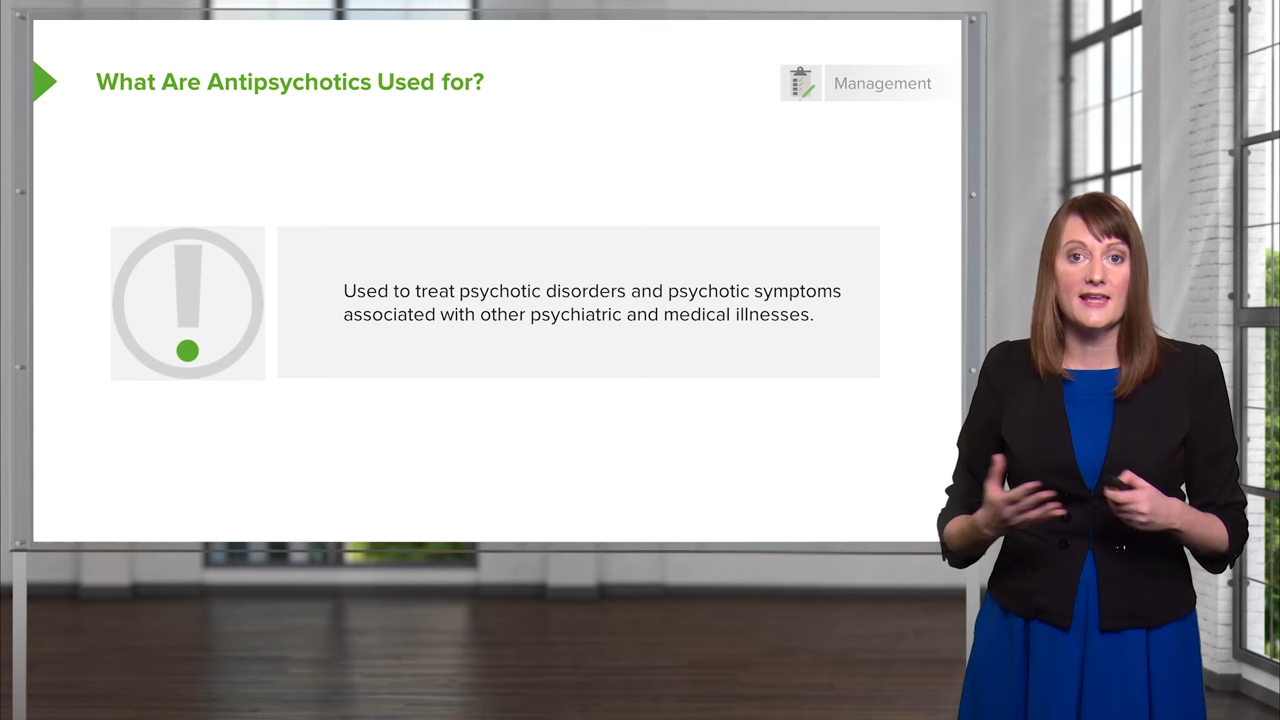 What Are Antipsychotics Used for?
Management
Used to treat psychotic disorders and psychotic symptoms
associated with other psychiatric and medical illnesses.